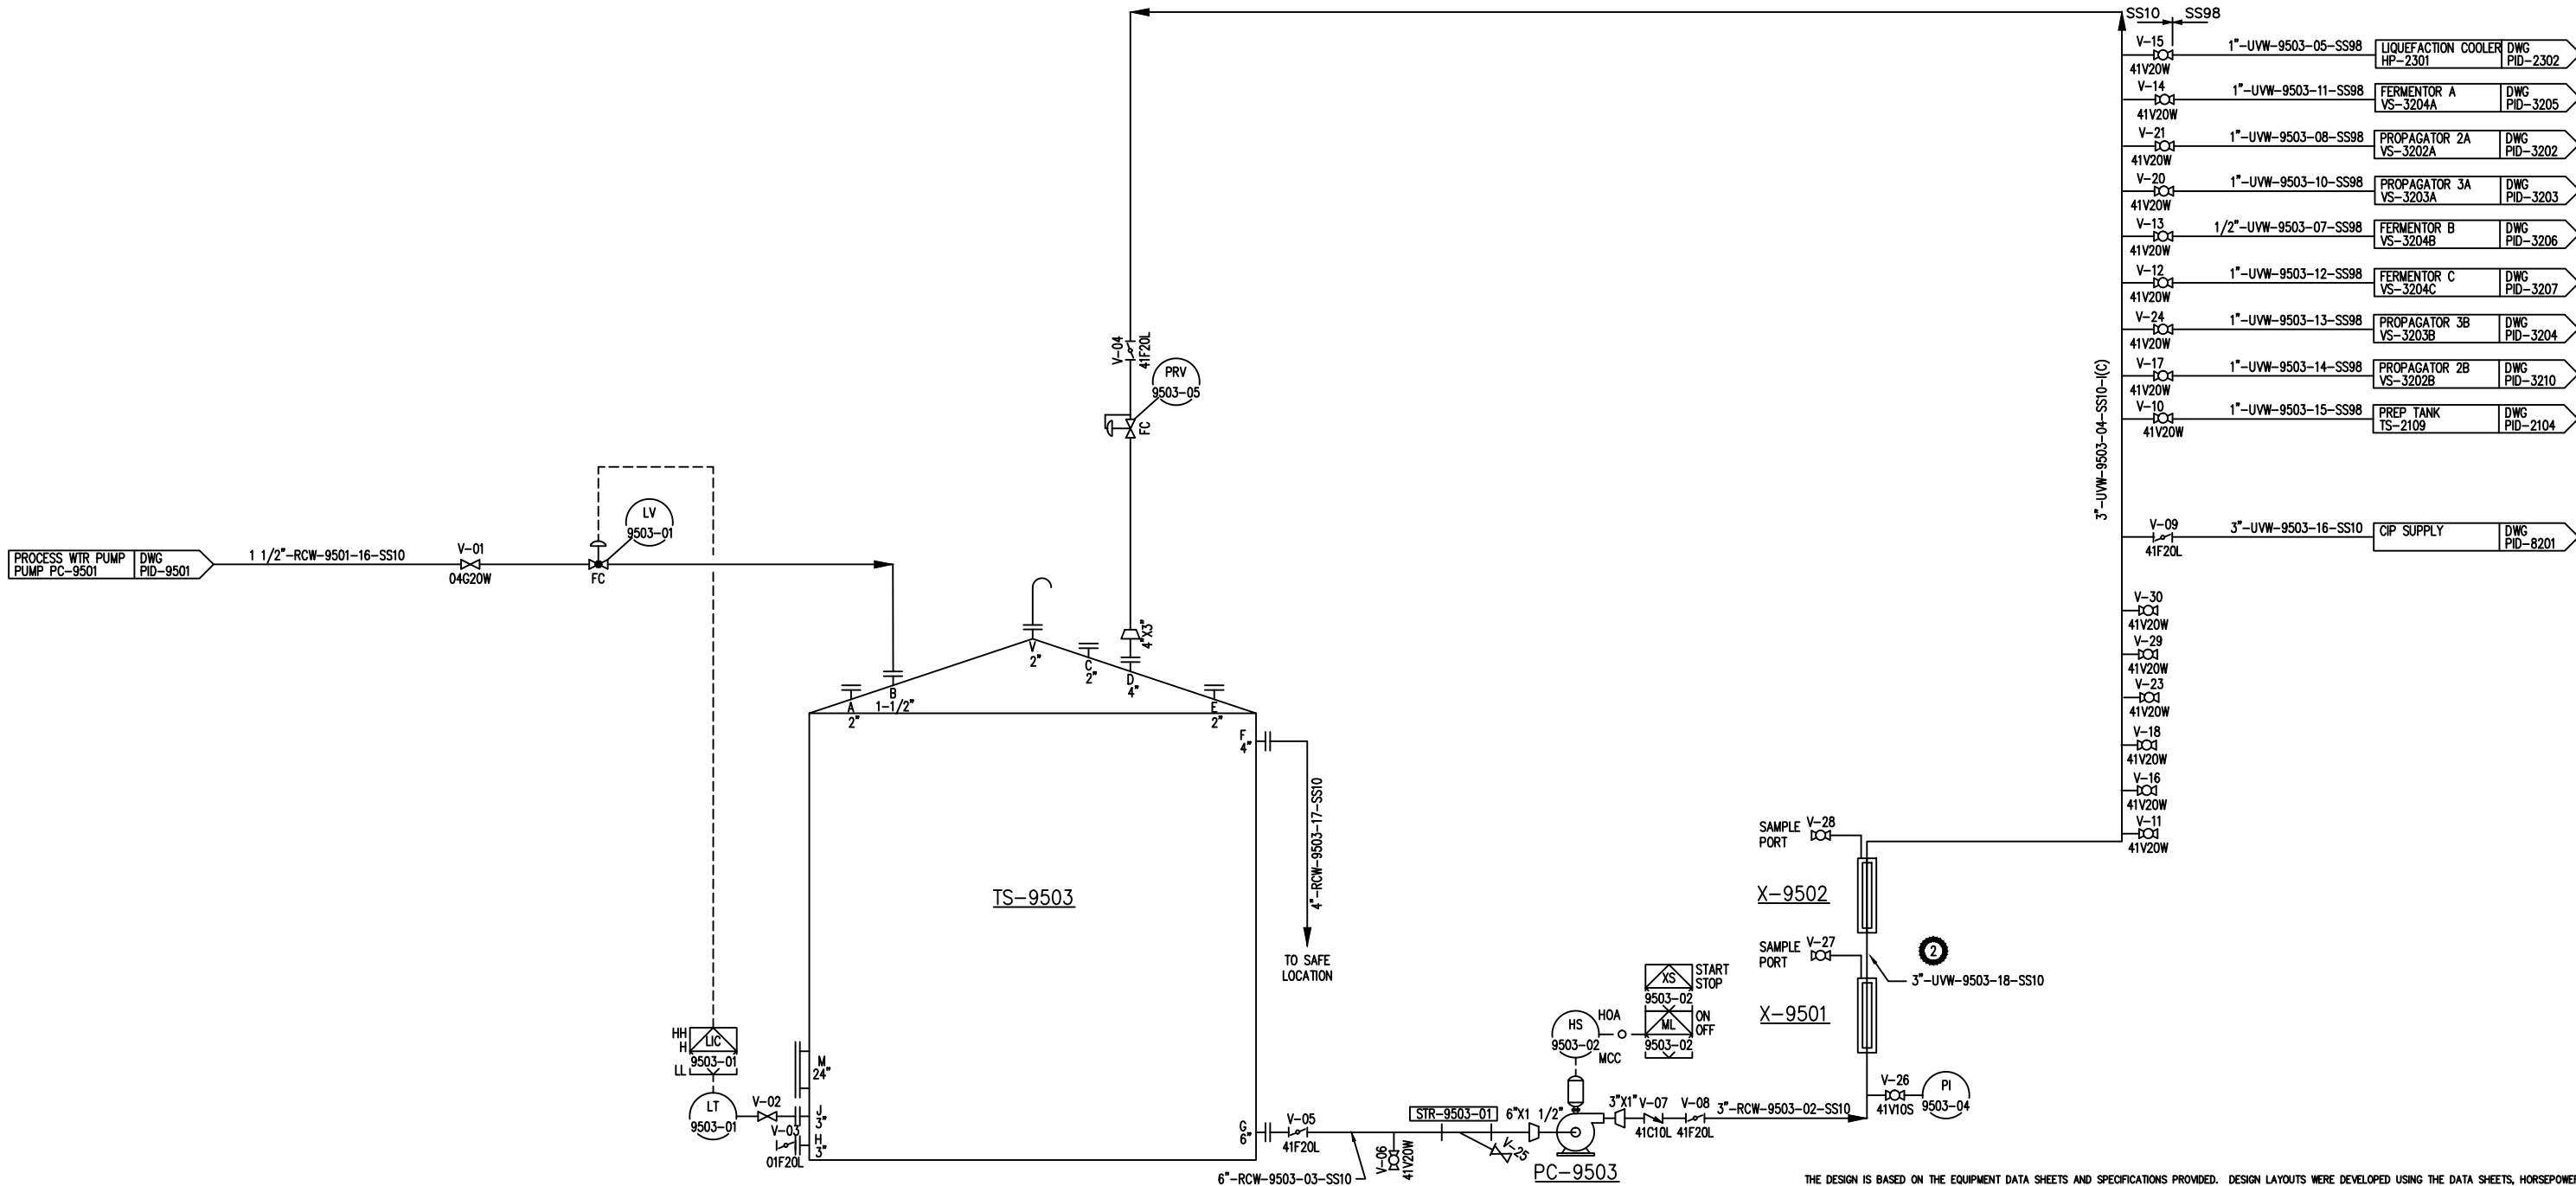 SS10 SS98
V-15
41V20W
1"-UVW-9503-05-SS98
LIQUEFACTION COOLER
HP-2301
DWG
PID-2302
V-14
41V20W
1"-UVW-9503-11-SS98
FERMENTOR A
VS-3204A
DWG
PID-3205
V-21
41V20W
1"-UVW-9503-08-SS98
PROPAGATOR 2A
VS-3202A
DWG
PID-3202
V-20
41V20W
1"-UVW-9503-10-SS98
PROPAGATOR 3A
VS-3203A
DWG
PID-3203
V-13
41V20W
1/2"-UVW-9503-07-SS98
FERMENTOR B
VS-3204B
DWG
PID-3206
V-12
41V20W
1"-UVW-9503-12-SS98
FERMENTOR C
VS-3204C
DWG
PID-3207
V-24
41V20W
1"-UVW-9503-13-SS98
PROPAGATOR 3B
VS-3203B
DWG
PID-3204
V-17
41V20W
1"-UVW-9503-14-SS98
PROPAGATOR 2B
VS-3202B
DWG
PID-3210
V-10
41V20W
1"-UVW-9503-15-SS98
PREP TANK
TS-2109
DWG
PID-2104
3"-UVW-9503-04-SS10-I(C)
V-09
41F20L
3"-UVW-9503-16-SS10
CIP SUPPLY
DWG
PID-8201
V-30
41V20W
V-29
41V20W
V-23
41V20W
V-18
41V20W
V-16
41V20W
V-11
41V20W
V-04
41F20L
PRV
9503-05
FC
4"X3"
PROCESS WTR PUMP
PUMP PC-9501
DWG
PID-9501
1 1/2"-RCW-9501-16-SS10
V-01
04G20W
LV
9503-01
FC
A
2"
B
1-1/2"
V
2"
C
2"
D
4"
E
2"
F
4"
4"-RCW-9503-17-SS10
TO SAFE
LOCATION
TS-9503
HH
H
LL
LIC
9503-01
LT
9503-01
V-02
V-03
01F20L
M
24"
J
3"
H
3"
G
6"
V-05
41F20L
6"-RCW-9503-03-SS10
V-06
41V20W
STR-9503-01
V-25
6"X1 1/2"
PC-9503
HS
9503-02
HOA
MCC
XS
9503-02
START
STOP
ML
9503-02
ON
OFF
3"X1"
V-07
41C10L
V-08
41F20L
3"-RCW-9503-02-SS10
V-26
41V10S
PI
9503-04
X-9501
SAMPLE
PORT
V-27
2
3"-UVW-9503-18-SS10
X-9502
SAMPLE
PORT
V-28
THE DESIGN IS BASED ON THE EQUIPMENT DATA SHEETS AND SPECIFICATIONS PROVIDED. DESIGN LAYOUTS WERE DEVELOPED USING THE DATA SHEETS, HORSEPOWE